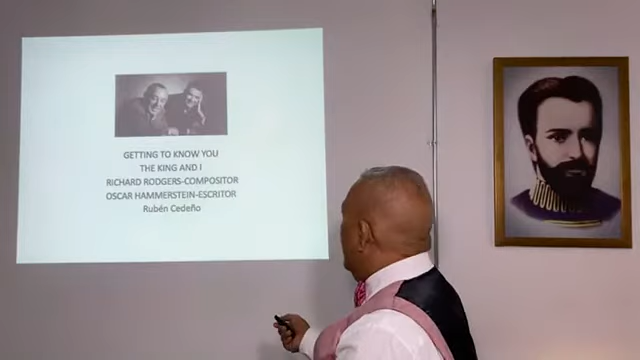 GETTING TO KNOW YOU
THE KING AND I
RICHARD RODGERS-COMPOSITOR
OSCAR HAMMERSTEIN-ESCRITOR
Rubén Cedeño